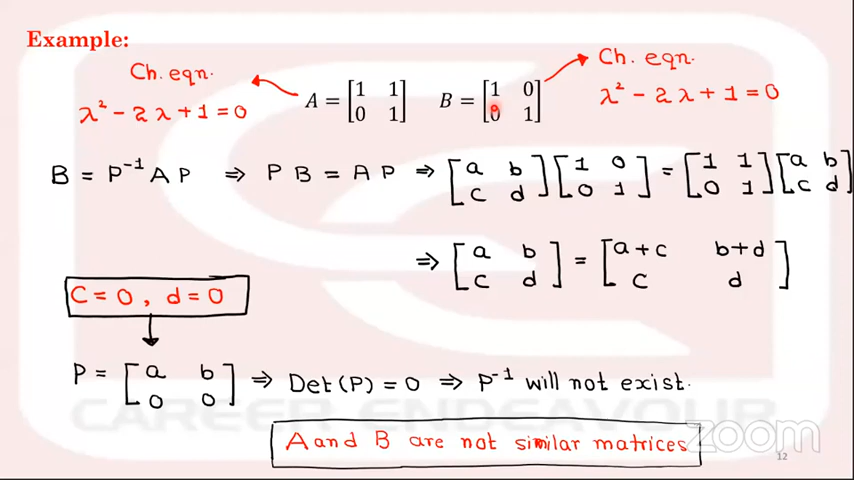 Example:
Ch. eqn.
λ² - 2λ + 1 = 0
A = [1 1; 0 1] B = [1 0; 0 1]
Ch. eqn.
λ² - 2λ + 1 = 0
B = P⁻¹ A P ⇒ P B = A P ⇒ [a b; c d] [1 0; 0 1] = [1 1; 0 1] [a b; c d]
⇒ [a b; c d] = [a+c b+d; c d]
C = 0, d = 0
P = [a b; 0 0] ⇒ Det(P) = 0 ⇒ P⁻¹ will not exist.
A and B are not similar matrices
CAREER ENDEAVOUR
zoom
12